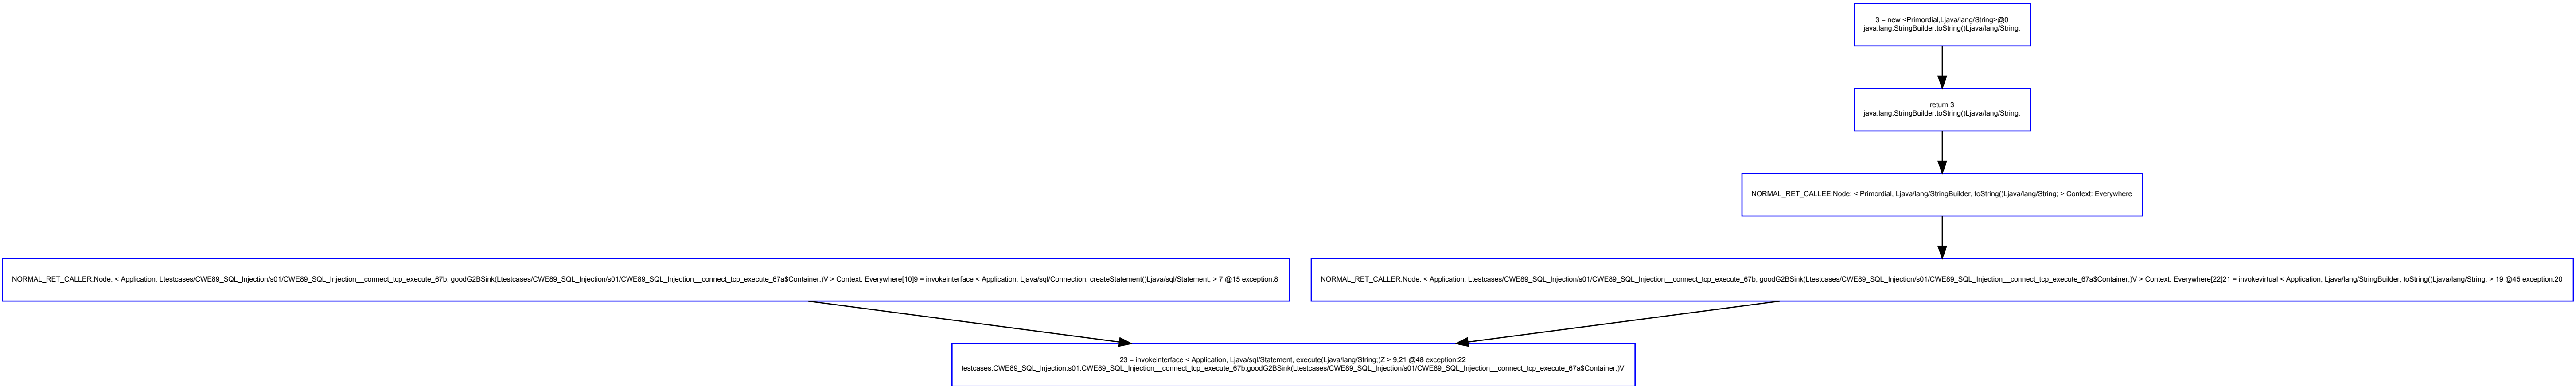 3 = new <Primordial,Ljava/lang/String>@0
java.lang.StringBuilder.toString()Ljava/lang/String;
return 3
java.lang.StringBuilder.toString()Ljava/lang/String;
NORMAL_RET_CALLEE:Node: < Primordial, Ljava/lang/StringBuilder, toString()Ljava/lang/String; > Context: Everywhere
NORMAL_RET_CALLER:Node: < Application, Ltestcases/CWE89_SQL_Injection/s01/CWE89_SQL_Injection__connect_tcp_execute_67b, goodG2BSink(Ltestcases/CWE89_SQL_Injection/s01/CWE89_SQL_Injection__connect_tcp_execute_67a$Container;)V > Context: Everywhere[10]9 = invokeinterface < Application, Ljava/sql/Connection, createStatement()Ljava/sql/Statement; > 7 @15 exception:8
NORMAL_RET_CALLER:Node: < Application, Ltestcases/CWE89_SQL_Injection/s01/CWE89_SQL_Injection__connect_tcp_execute_67b, goodG2BSink(Ltestcases/CWE89_SQL_Injection/s01/CWE89_SQL_Injection__connect_tcp_execute_67a$Container;)V > Context: Everywhere[22]21 = invokevirtual < Application, Ljava/lang/StringBuilder, toString()Ljava/lang/String; > 19 @45 exception:20
23 = invokeinterface < Application, Ljava/sql/Statement, execute(Ljava/lang/String;)Z > 9,21 @48 exception:22
testcases.CWE89_SQL_Injection.s01.CWE89_SQL_Injection__connect_tcp_execute_67b.goodG2BSink(Ltestcases/CWE89_SQL_Injection/s01/CWE89_SQL_Injection__connect_tcp_execute_67a$Container;)V